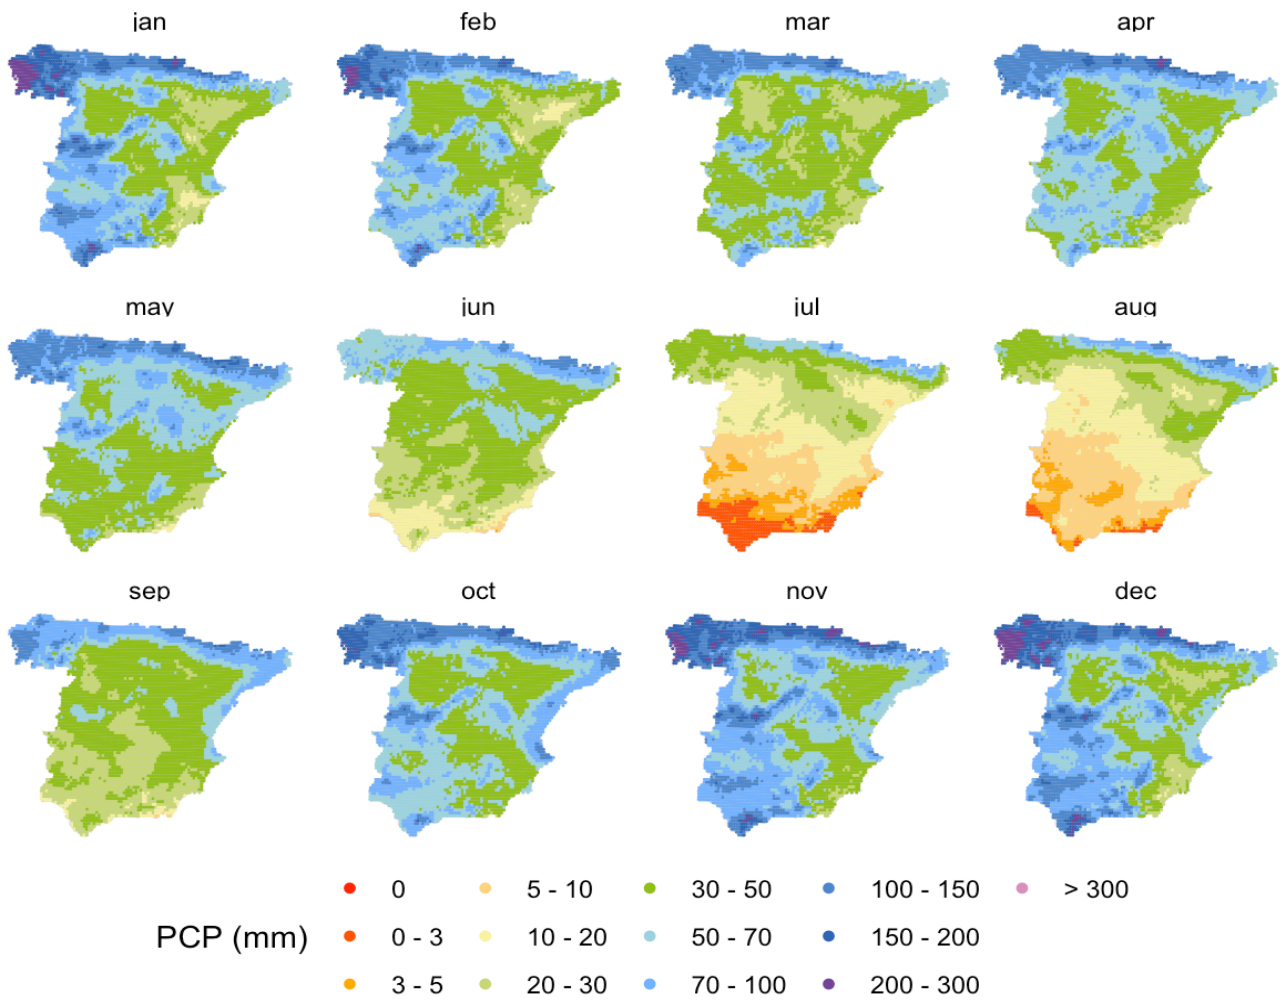 jan feb mar apr
may jun jul aug
sep oct nov dec
0 5 - 10 30 - 50 100 - 150 > 300
PCP (mm) 0 - 3 10 - 20 50 - 70 150 - 200
3 - 5 20 - 30 70 - 100 200 - 300